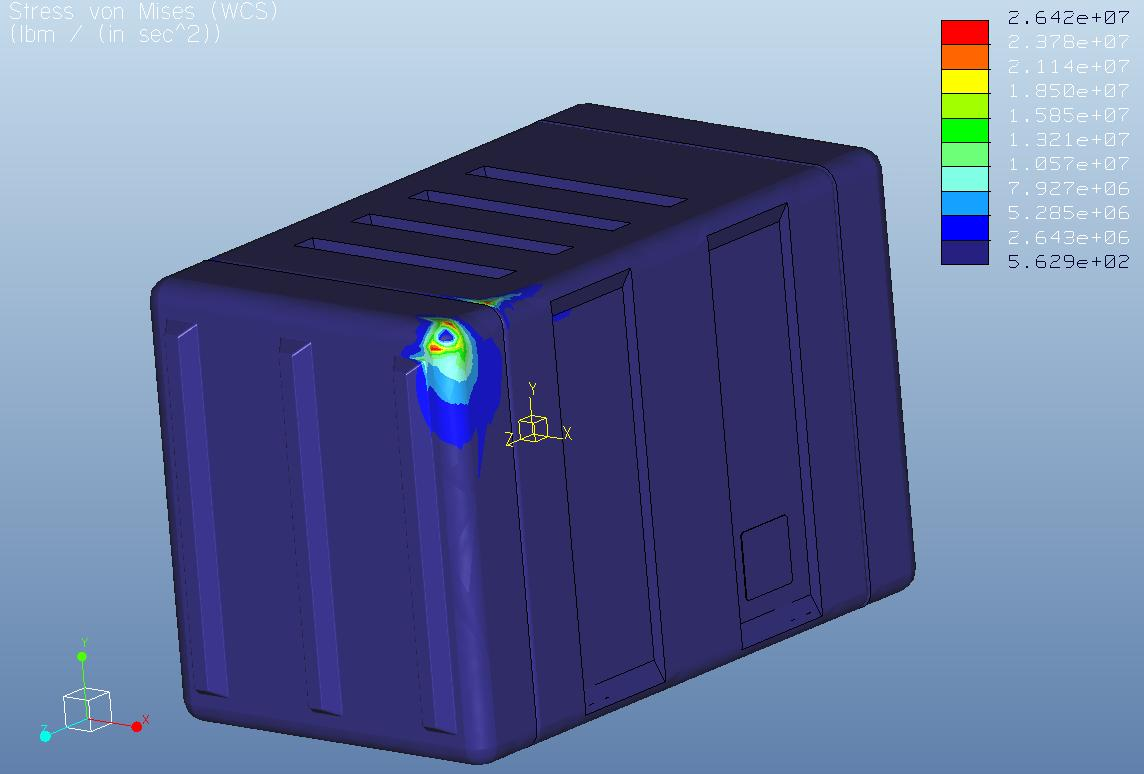 Stress von Mises (WCS)
(lbm / (in sec^2))
2.642e+07
2.378e+07
2.114e+07
1.850e+07
1.585e+07
1.321e+07
1.057e+07
7.927e+06
5.285e+06
2.643e+06
5.629e+02
Y
Z X
Y
X
Z